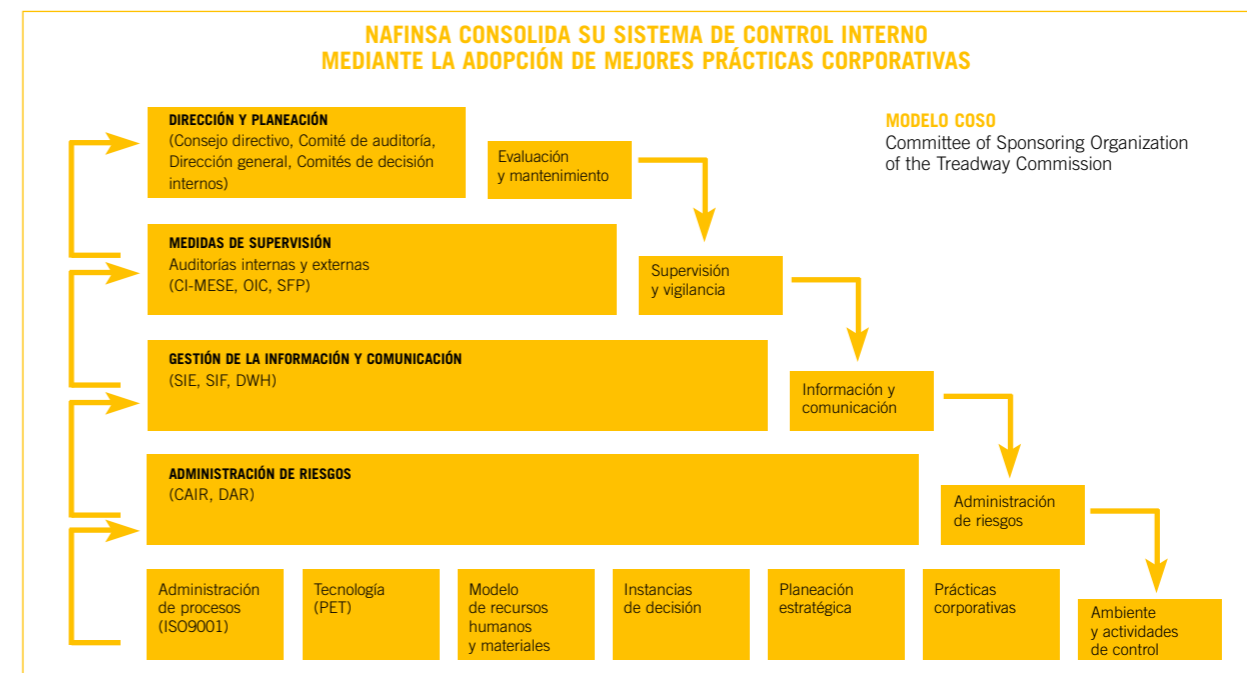 NAFINSA CONSOLIDA SU SISTEMA DE CONTROL INTERNO
MEDIANTE LA ADOPCIÓN DE MEJORES PRÁCTICAS CORPORATIVAS
MODELO COSO
Committee of Sponsoring Organization
of the Treadway Commission
DIRECCIÓN Y PLANEACIÓN
(Consejo directivo, Comité de auditoría,
Dirección general, Comités de decisión
internos)
Evaluación
y mantenimiento
MEDIDAS DE SUPERVISIÓN
Auditorías internas y externas
(CI-MESE, OIC, SFP)
Supervisión
y vigilancia
GESTIÓN DE LA INFORMACIÓN Y COMUNICACIÓN
(SIE, SIF, DWH)
Información y
comunicación
ADMINISTRACIÓN DE RIESGOS
(CAIR, DAR)
Administración
de riesgos
Administración
de procesos
(ISO9001)
Tecnología
(PET)
Modelo
de recursos
humanos
y materiales
Instancias
de decisión
Planeación
estratégica
Prácticas
corporativas
Ambiente
y actividades
de control